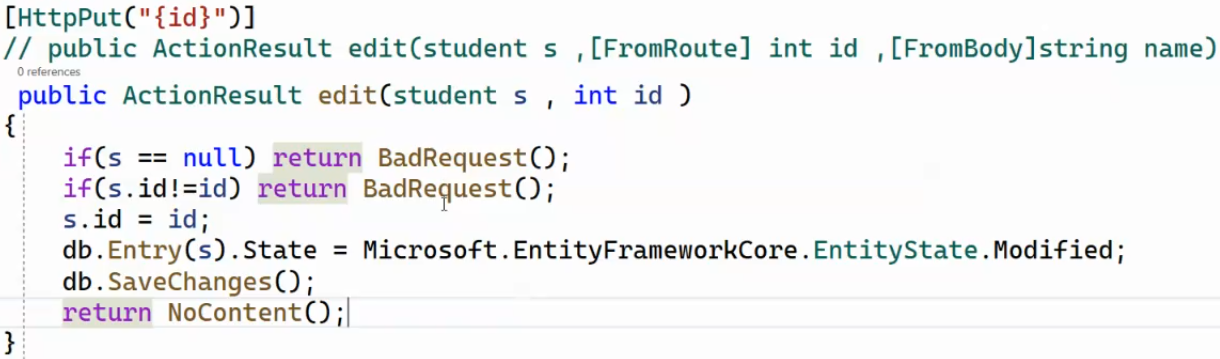 [HttpPut("{id}")]
// public ActionResult edit(student s ,[FromRoute] int id ,[FromBody]string name)
0 references
public ActionResult edit(student s , int id )
{
if(s == null) return BadRequest();
if(s.id!=id) return BadRequest();
s.id = id;
db.Entry(s).State = Microsoft.EntityFrameworkCore.EntityState.Modified;
db.SaveChanges();
return NoContent();
}